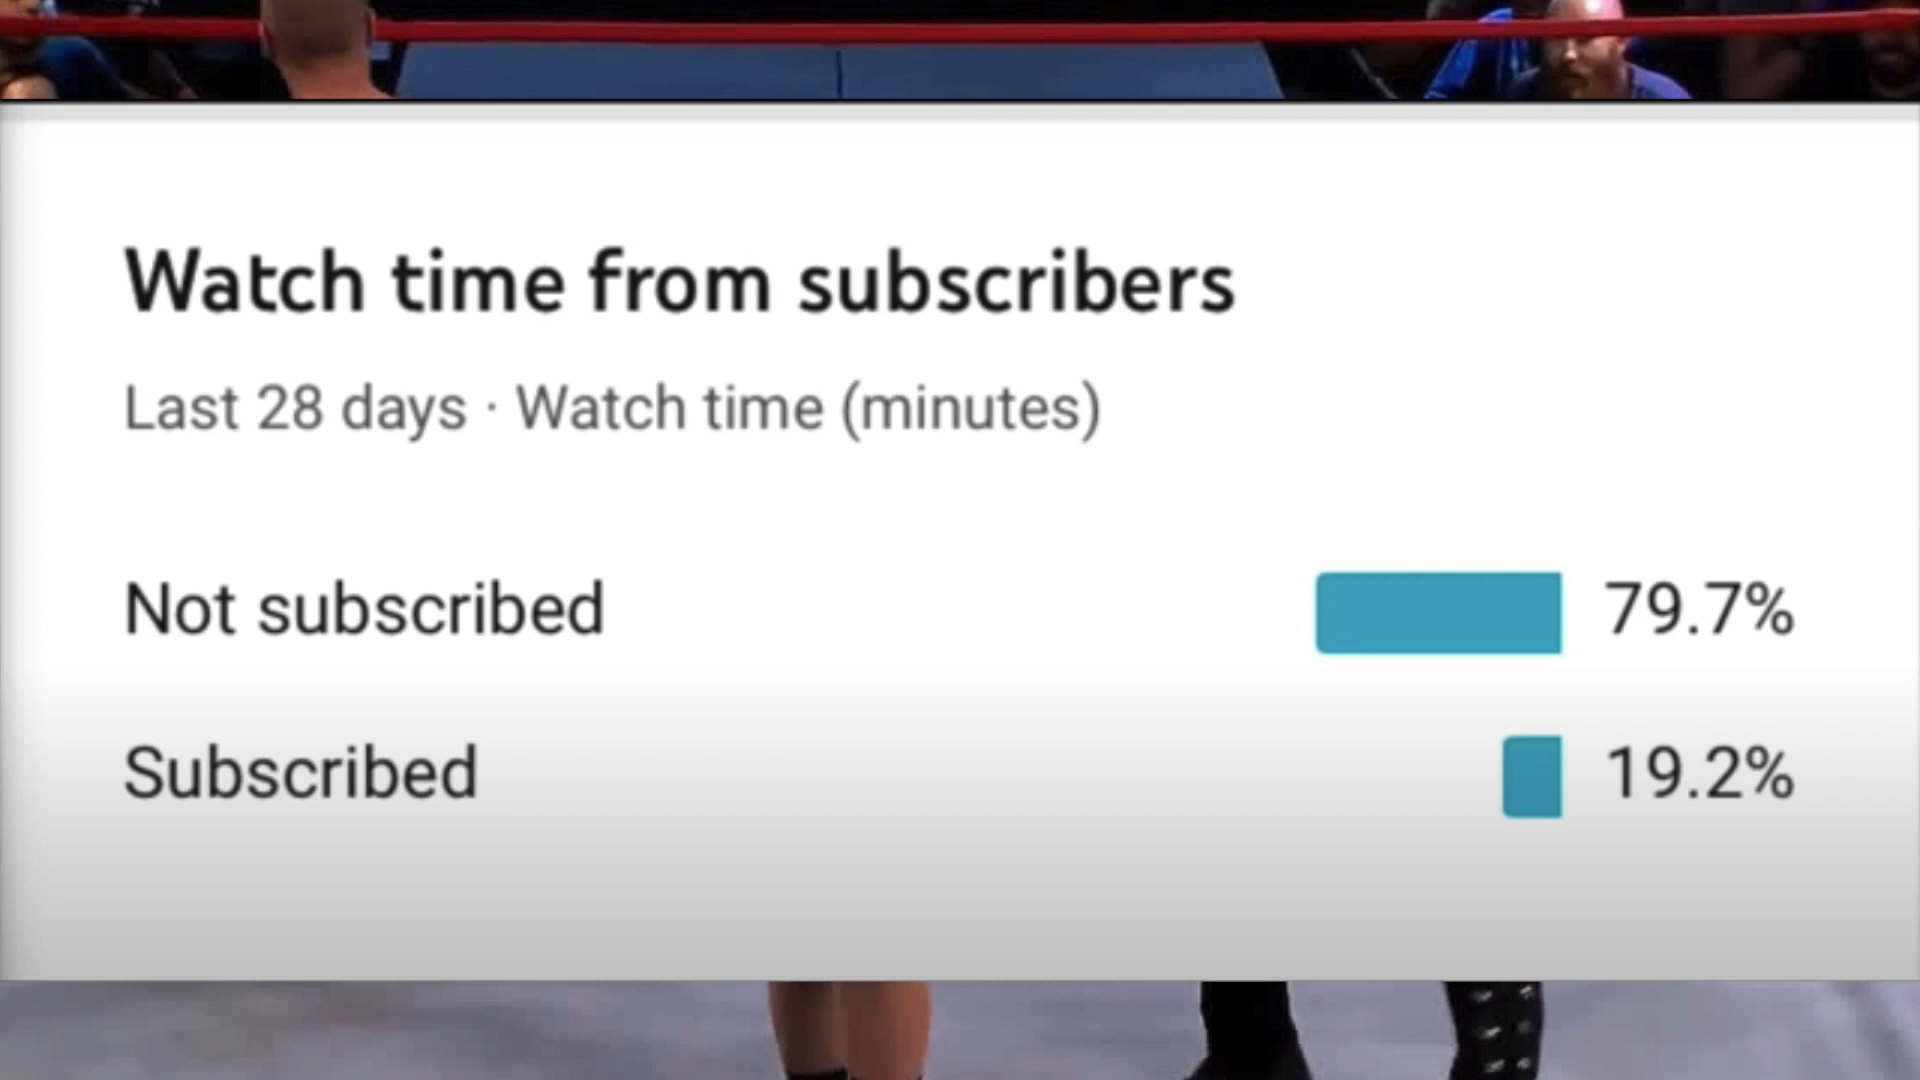 Watch time from subscribers
Last 28 days · Watch time (minutes)
Not subscribed 79.7%
Subscribed 19.2%